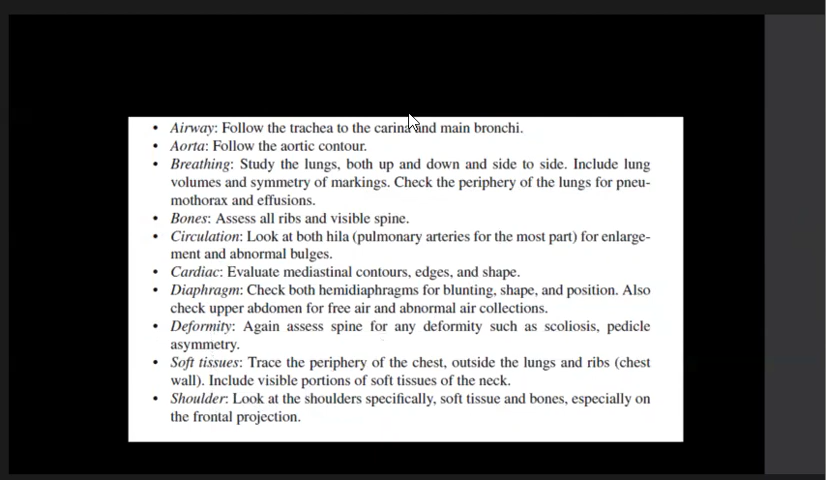 • Airway: Follow the trachea to the carina and main bronchi.
• Aorta: Follow the aortic contour.
• Breathing: Study the lungs, both up and down and side to side. Include lung
volumes and symmetry of markings. Check the periphery of the lungs for pneu-
mothorax and effusions.
• Bones: Assess all ribs and visible spine.
• Circulation: Look at both hila (pulmonary arteries for the most part) for enlarge-
ment and abnormal bulges.
• Cardiac: Evaluate mediastinal contours, edges, and shape.
• Diaphragm: Check both hemidiaphragms for blunting, shape, and position. Also
check upper abdomen for free air and abnormal air collections.
• Deformity: Again assess spine for any deformity such as scoliosis, pedicle
asymmetry.
• Soft tissues: Trace the periphery of the chest, outside the lungs and ribs (chest
wall). Include visible portions of soft tissues of the neck.
• Shoulder: Look at the shoulders specifically, soft tissue and bones, especially on
the frontal projection.